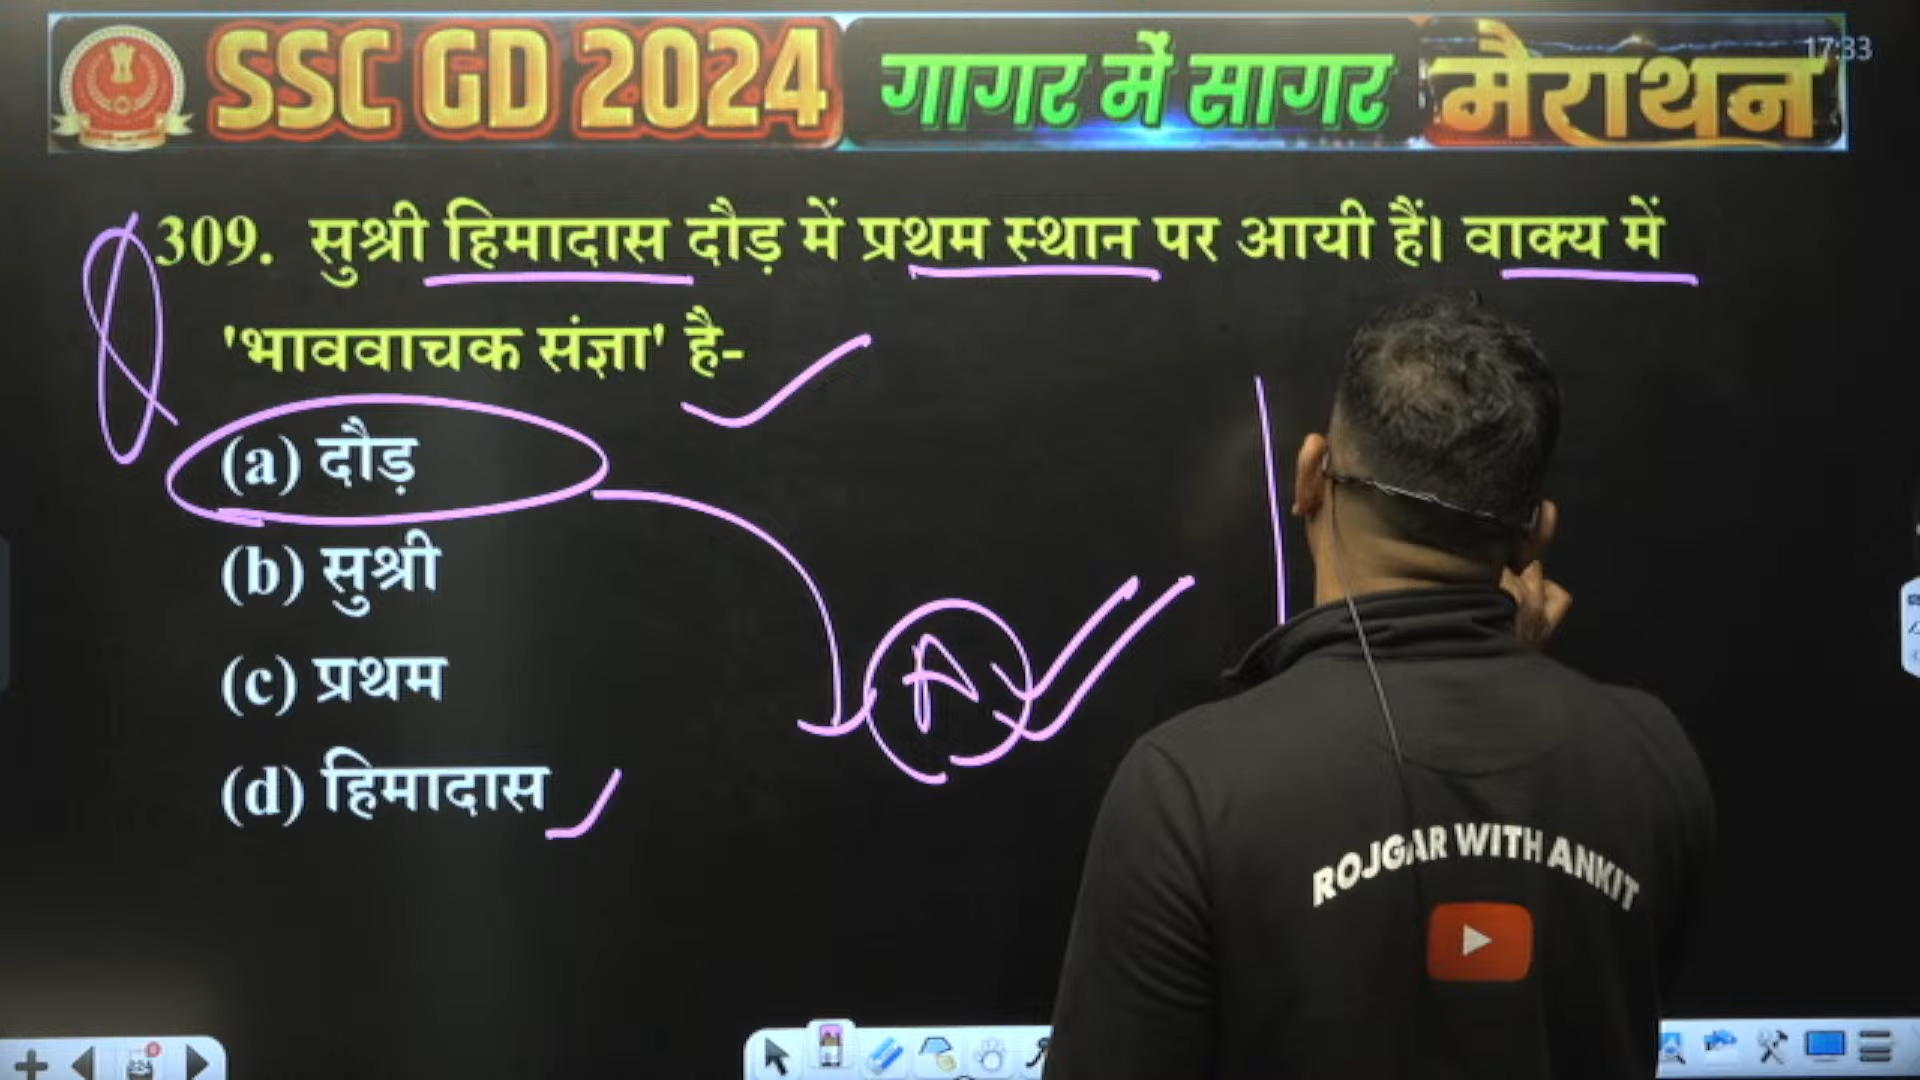 SSC GD 2024 गागर में सागर मैराथन
17:33
309. सुश्री हिमादास दौड़ में प्रथम स्थान पर आयी हैं। वाक्य में
'भाववाचक संज्ञा' है-
(a) दौड़
(b) सुश्री
(c) प्रथम
(d) हिमादास
A
ROJGAR WITH ANKIT